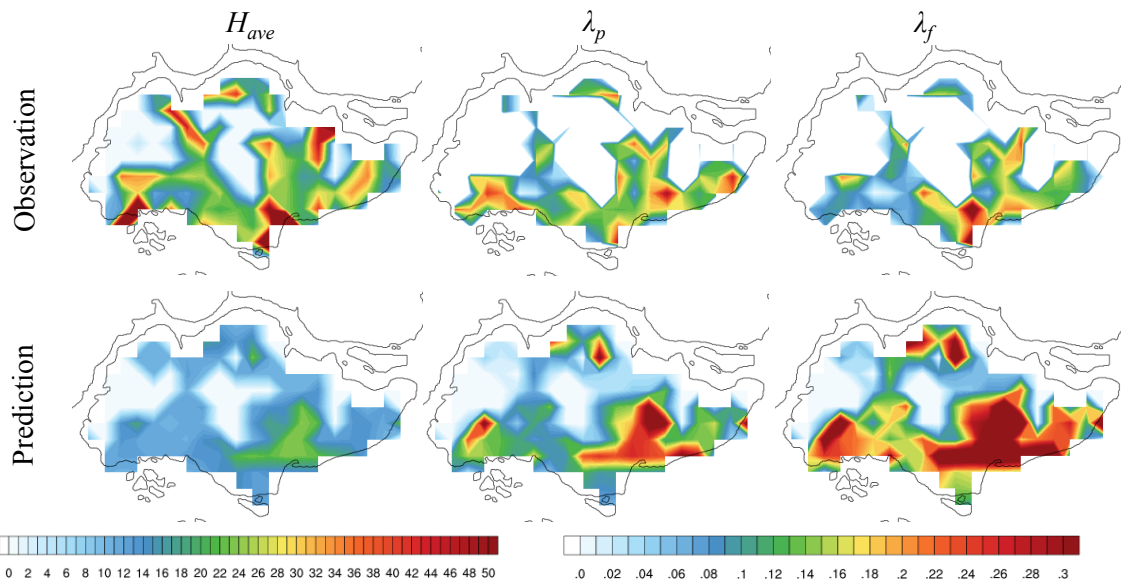 H_ave λ_p λ_f
Observation
Prediction
0 2 4 6 8 10 12 14 16 18 20 22 24 26 28 30 32 34 36 38 40 42 44 46 48 50
.0 .02 .04 .06 .08 .1 .12 .14 .16 .18 .2 .22 .24 .26 .28 .3